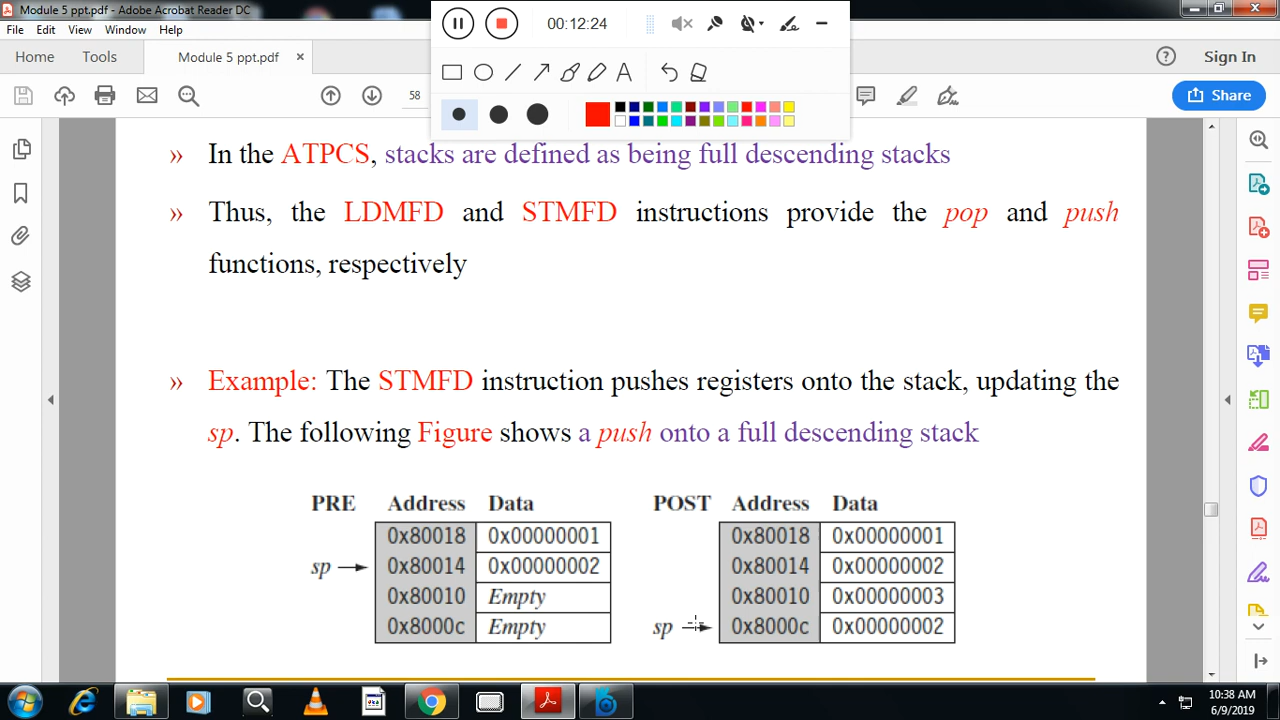 Module 5 ppt.pdf - Adobe Acrobat Reader DC
File Edit View Window Help
00:12:24
Home Tools Module 5 ppt.pdf × Sign In
58 Share
» In the ATPCS, stacks are defined as being full descending stacks
» Thus, the LDMFD and STMFD instructions provide the pop and push
functions, respectively
» Example: The STMFD instruction pushes registers onto the stack, updating the
sp. The following Figure shows a push onto a full descending stack
PRE Address Data POST Address Data
0x80018 0x00000001 0x80018 0x00000001
sp → 0x80014 0x00000002 0x80014 0x00000002
0x80010 Empty 0x80010 0x00000003
0x8000c Empty sp → 0x8000c 0x00000002
10:38 AM
6/9/2019